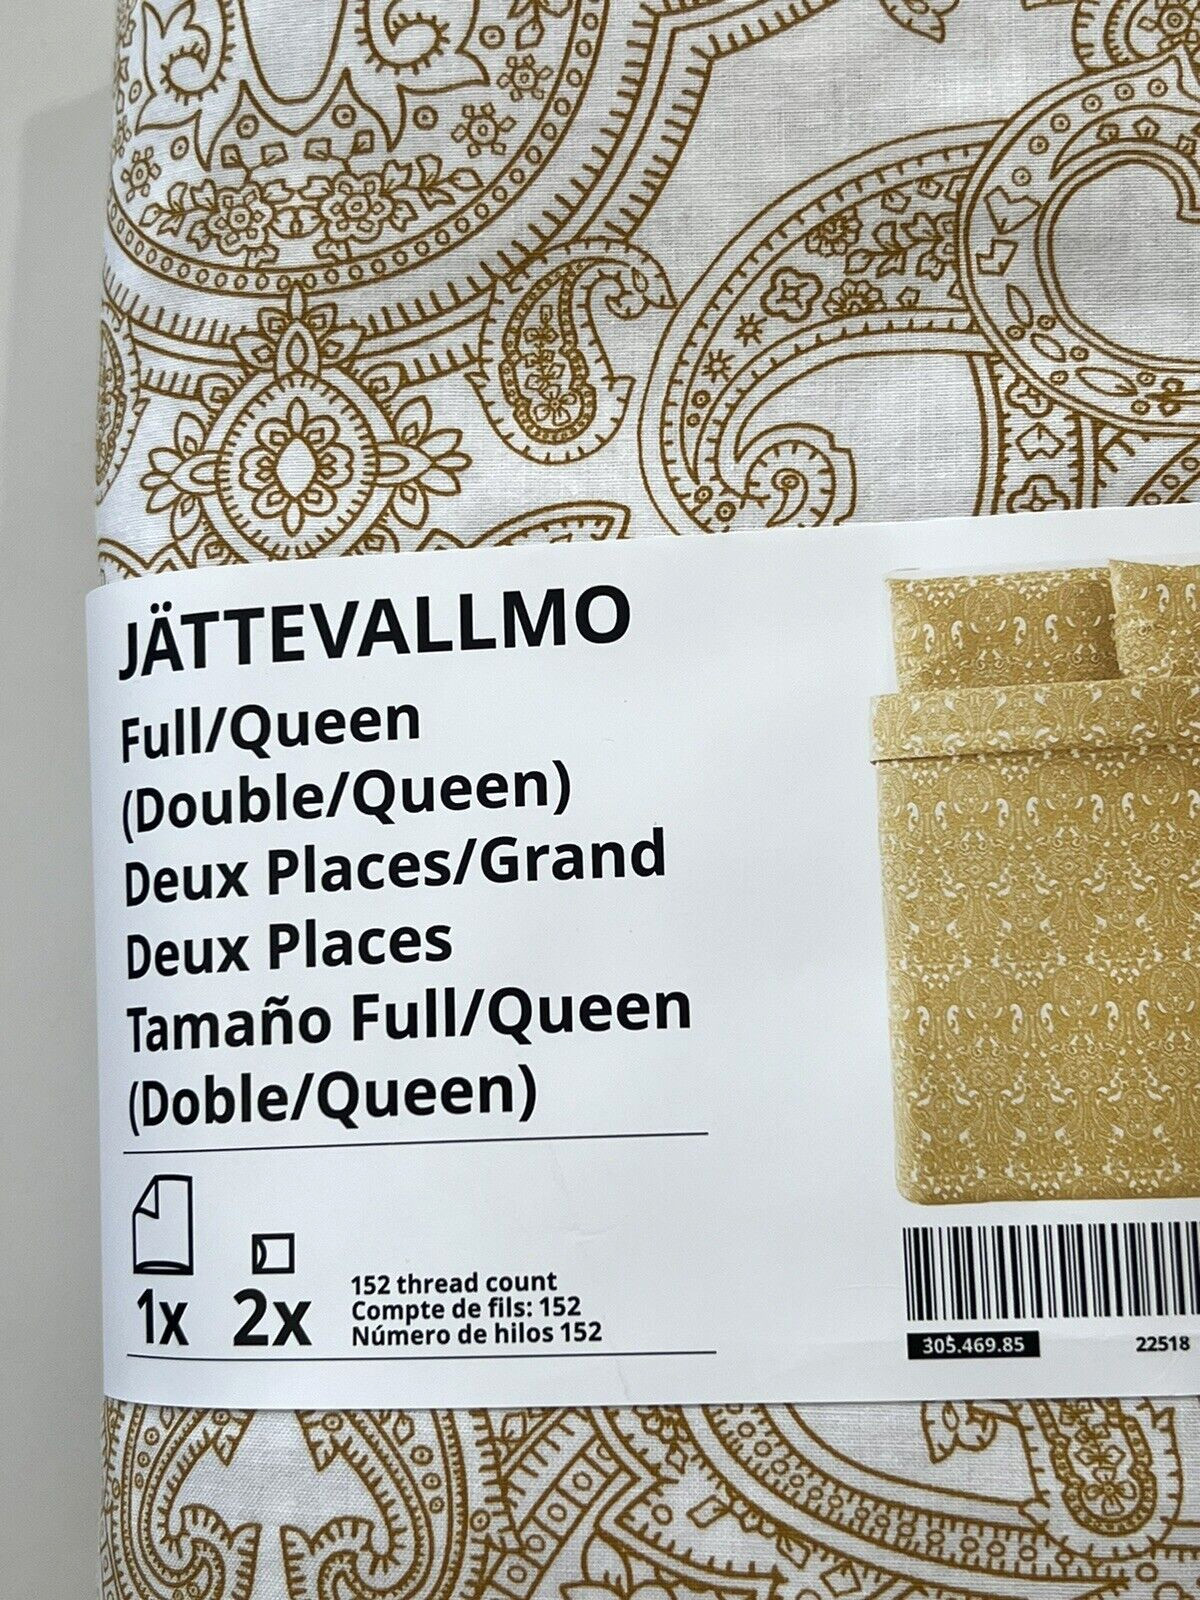 JÄTTEVALLMO
Full/Queen
(Double/Queen)
Deux Places/Grand
Deux Places
Tamaño Full/Queen
(Doble/Queen)
1x 2x
152 thread count
Compte de fils: 152
Número de hilos 152
305.469.85 22518